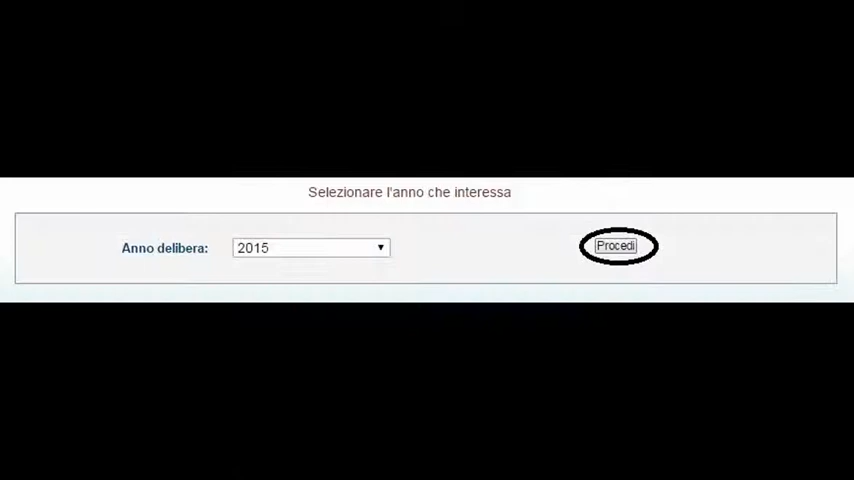 Selezionare l'anno che interessa
Anno delibera: 2015 Procedi